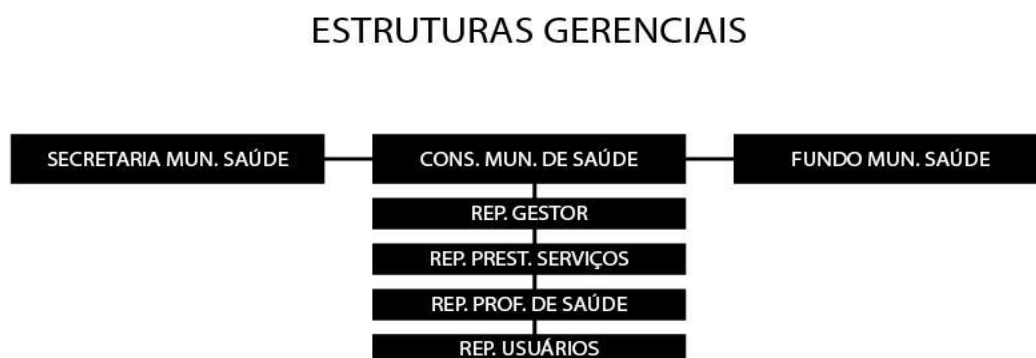 ESTRUTURAS GERENCIAIS
SECRETARIA MUN. SAÚDE
CONS. MUN. DE SAÚDE
FUNDO MUN. SAÚDE
REP. GESTOR
REP. PREST. SERVIÇOS
REP. PROF. DE SAÚDE
REP. USUÁRIOS